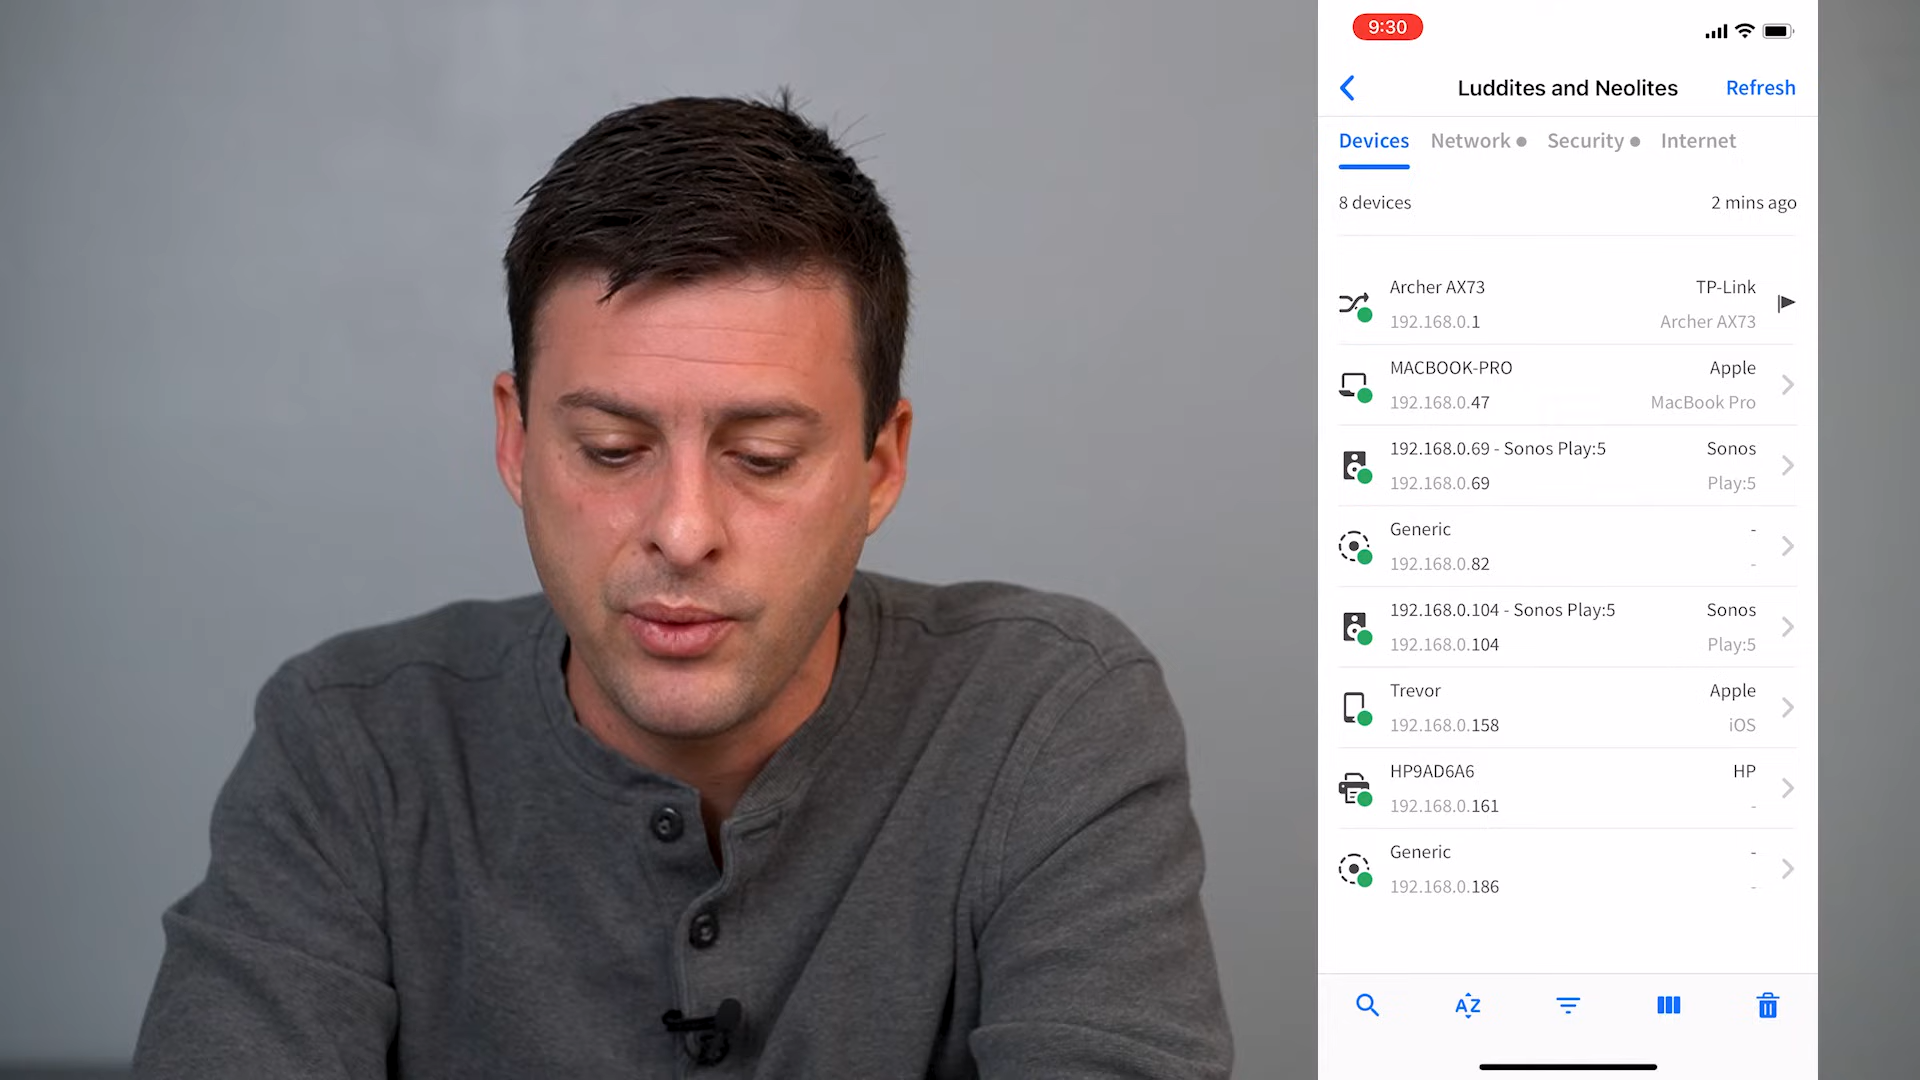 9:30
Luddites and Neolites Refresh
Devices Network Security Internet
8 devices 2 mins ago
Archer AX73 TP-Link
192.168.0.1 Archer AX73
MACBOOK-PRO Apple
192.168.0.47 MacBook Pro
192.168.0.69 - Sonos Play:5 Sonos
192.168.0.69 Play:5
Generic -
192.168.0.82 -
192.168.0.104 - Sonos Play:5 Sonos
192.168.0.104 Play:5
Trevor Apple
192.168.0.158 iOS
HP9AD6A6 HP
192.168.0.161 -
Generic -
192.168.0.186 -
AZ